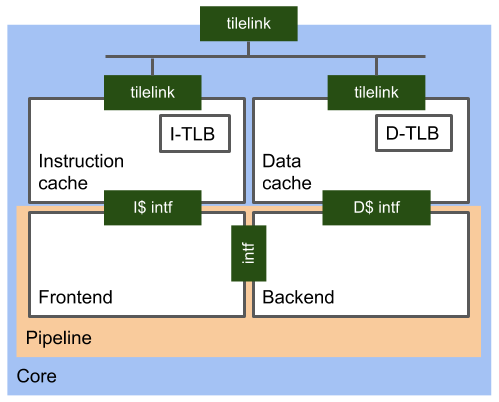 tilelink
tilelink
tilelink
I-TLB
D-TLB
Instruction
cache
Data
cache
I$ intf
D$ intf
intf
Frontend
Backend
Pipeline
Core